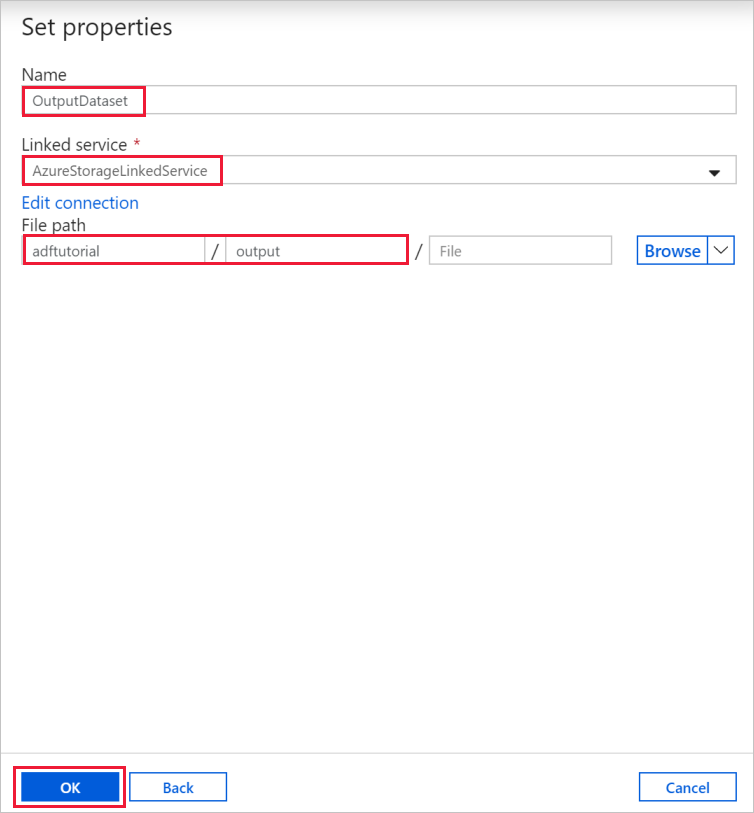 Set properties
Name
OutputDataset
Linked service *
AzureStorageLinkedService
Edit connection
File path
adftutorial / output / File Browse
OK Back Cancel